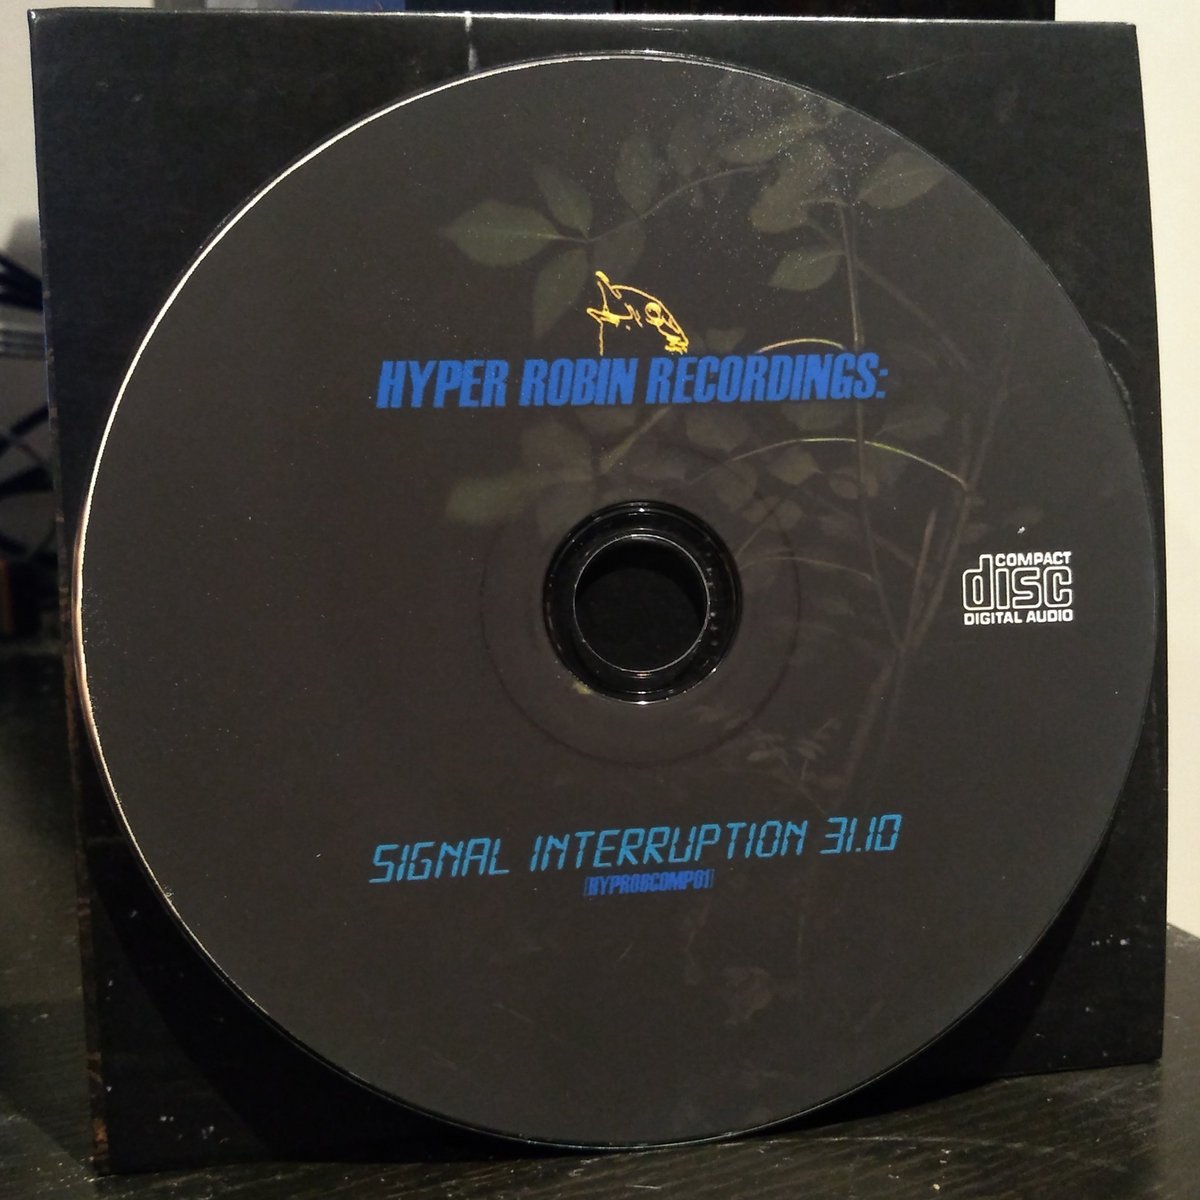 HYPER ROBIN RECORDINGS:
COMPACT
disc
DIGITAL AUDIO
SIGNAL INTERRUPTION 31.10
[HYPROBCOMP01]